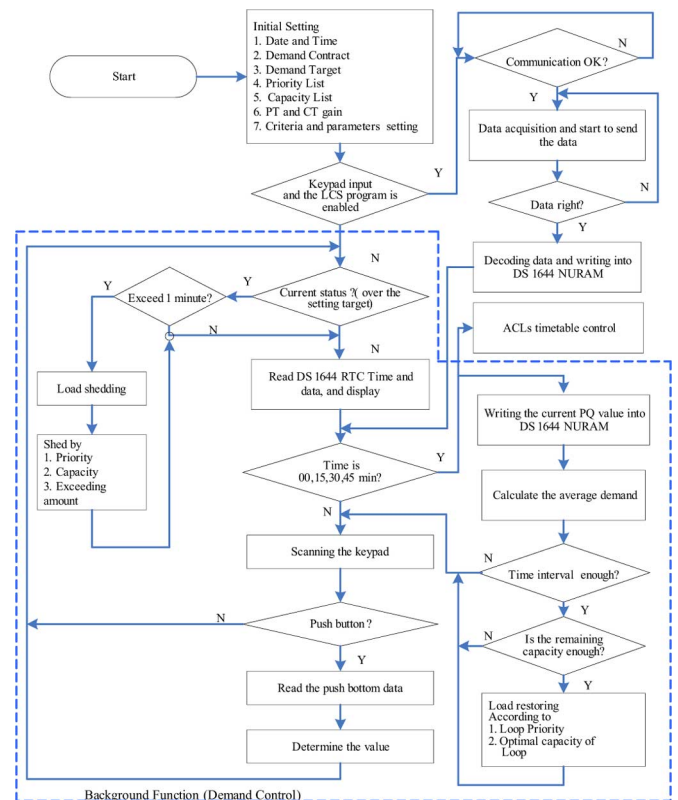 Start
Initial Setting
1. Date and Time
2. Demand Contract
3. Demand Target
4. Priority List
5. Capacity List
6. PT and CT gain
7. Criteria and parameters setting
Communication OK?
N
Y
Data acquisition and start to send
the data
Data right?
N
Y
Decoding data and writing into
DS 1644 NURAM
ACLs timetable control
Keypad input
and the LCS program is
enabled
Y
N
Current status ?( over the
setting target)
Y
N
Exceed 1 minute?
Y
N
Load shedding
Shed by
1. Priority
2. Capacity
3. Exceeding
amount
Read DS 1644 RTC Time and
data, and display
Time is
00,15,30,45 min?
Y
N
Writing the current PQ value into
DS 1644 NURAM
Calculate the average demand
Time interval enough?
N
Y
Is the remaining
capacity enough?
N
Y
Load restoring
According to
1. Loop Priority
2. Optimal capacity of
Loop
Scanning the keypad
Push button ?
N
Y
Read the push bottom data
Determine the value
Background Function (Demand Control)